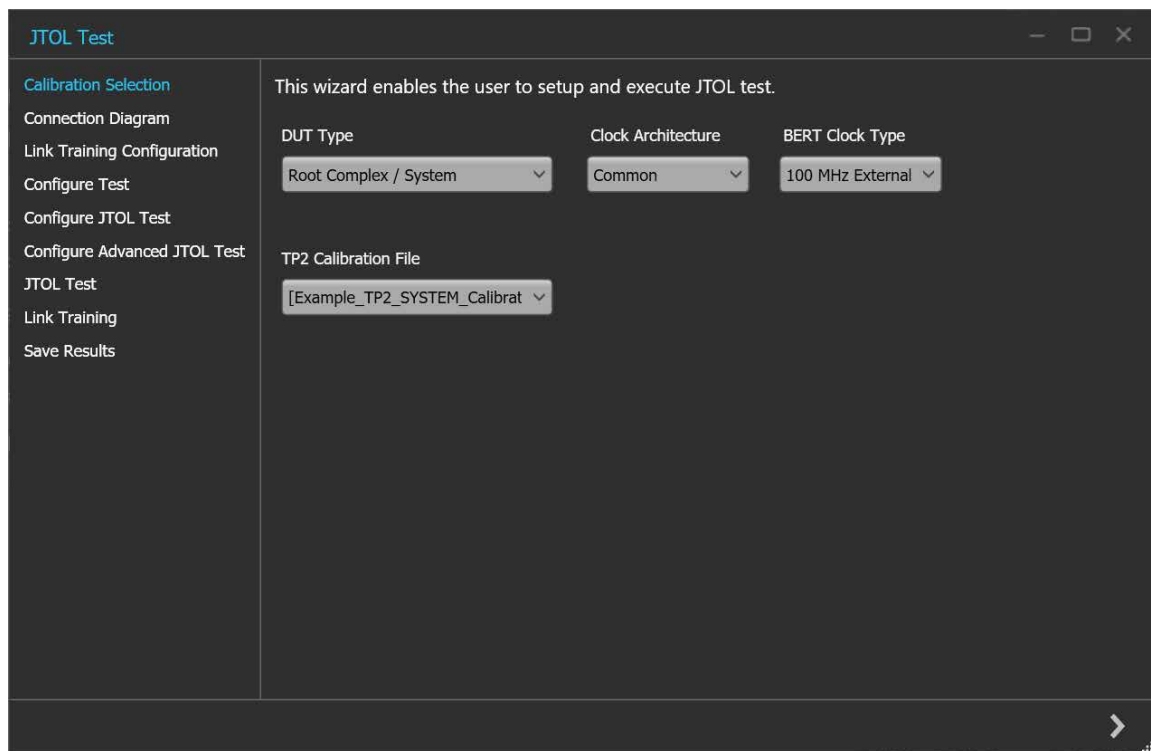 JTOL Test
Calibration Selection
Connection Diagram
Link Training Configuration
Configure Test
Configure JTOL Test
Configure Advanced JTOL Test
JTOL Test
Link Training
Save Results
This wizard enables the user to setup and execute JTOL test.
DUT Type
Clock Architecture
BERT Clock Type
Root Complex / System
Common
100 MHz External
TP2 Calibration File
[Example_TP2_SYSTEM_Calibrat